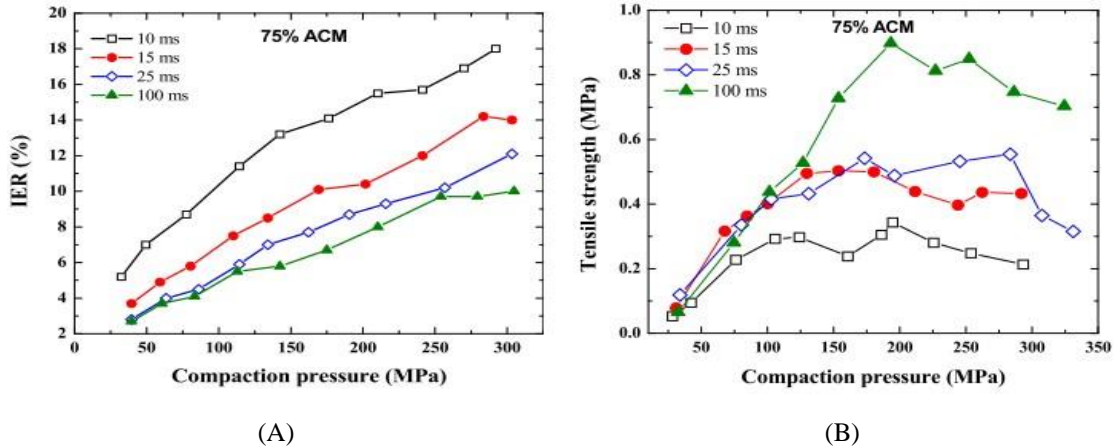 75% ACM
10 ms
15 ms
25 ms
100 ms
IER (%)
18
16
14
12
10
8
6
4
2
0
50
100
150
200
250
300
Compaction pressure (MPa)
(A)
75% ACM
10 ms
15 ms
25 ms
100 ms
Tensile strength (MPa)
1.0
0.8
0.6
0.4
0.2
0.0
50
100
150
200
250
300
350
Compaction pressure (MPa)
(B)